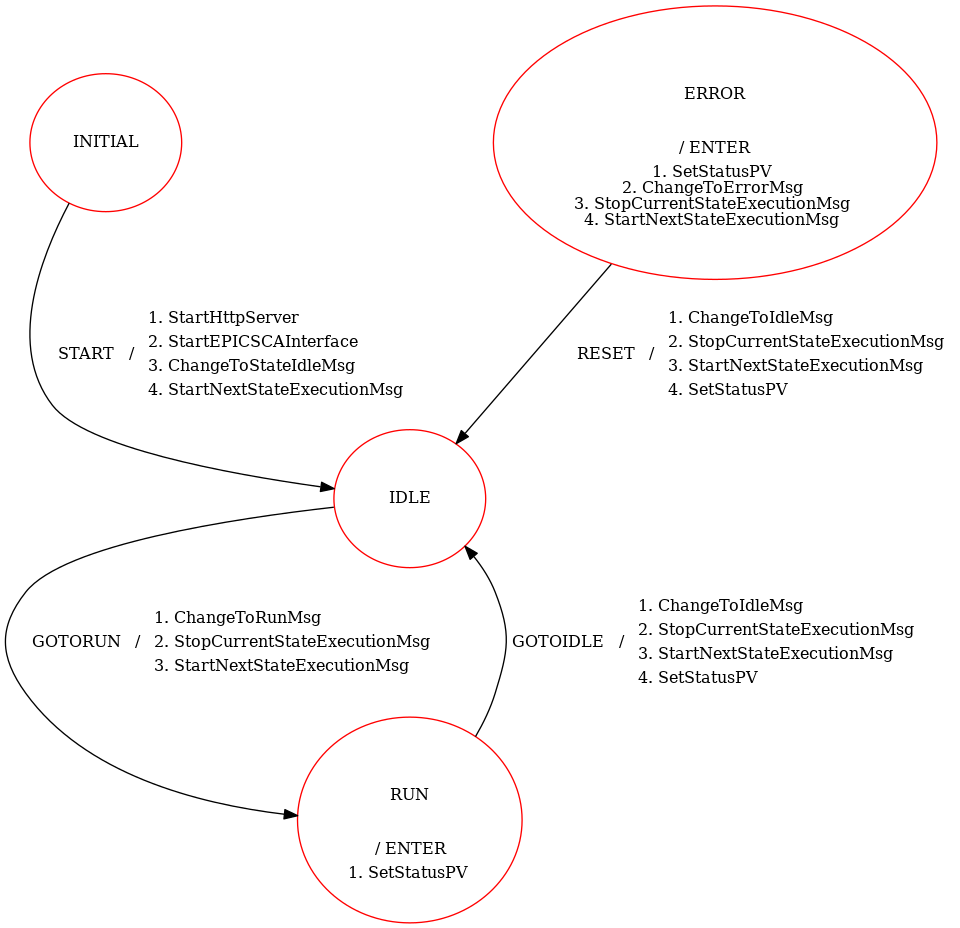 INITIAL
ERROR
/ ENTER
1. SetStatusPV
2. ChangeToErrorMsg
3. StopCurrentStateExecutionMsg
4. StartNextStateExecutionMsg
START /
1. StartHttpServer
2. StartEPICSCAInterface
3. ChangeToStateIdleMsg
4. StartNextStateExecutionMsg
RESET /
1. ChangeToIdleMsg
2. StopCurrentStateExecutionMsg
3. StartNextStateExecutionMsg
4. SetStatusPV
IDLE
GOTORUN /
1. ChangeToRunMsg
2. StopCurrentStateExecutionMsg
3. StartNextStateExecutionMsg
GOTOIDLE /
1. ChangeToIdleMsg
2. StopCurrentStateExecutionMsg
3. StartNextStateExecutionMsg
4. SetStatusPV
RUN
/ ENTER
1. SetStatusPV